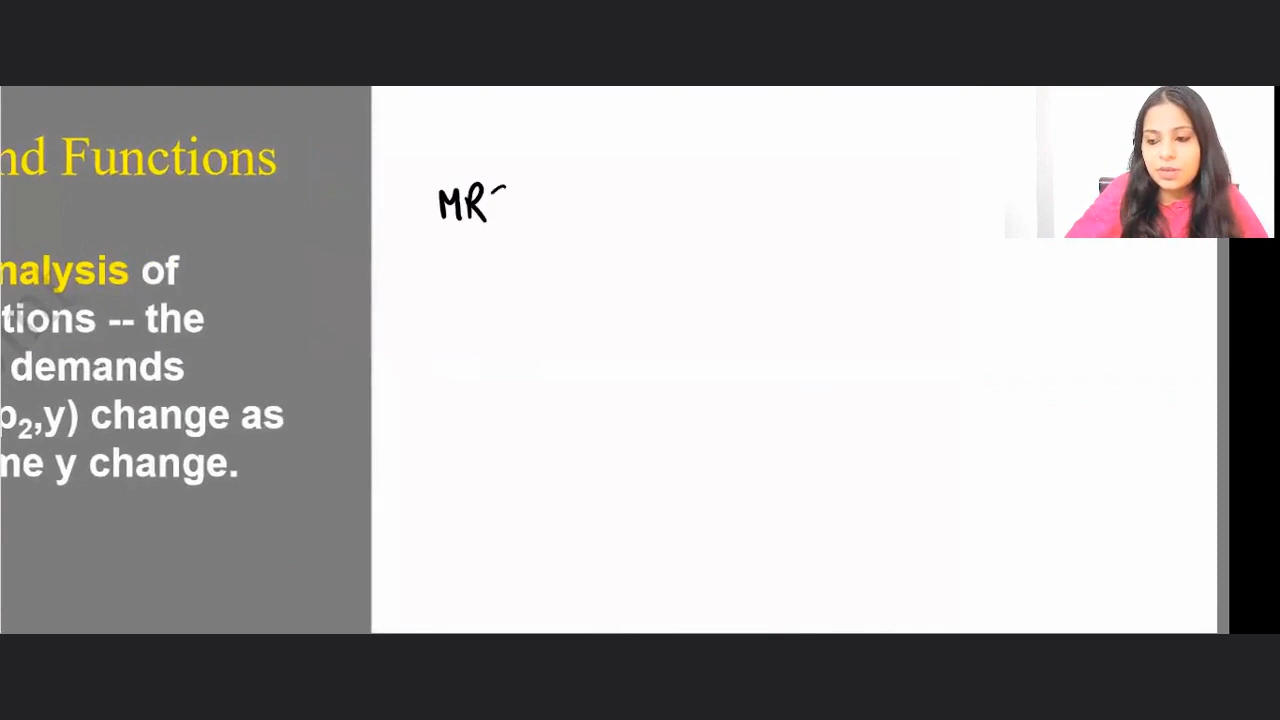 nd Functions
nalysis of
tions -- the
demands
p₂,y) change as
me y change.
MR